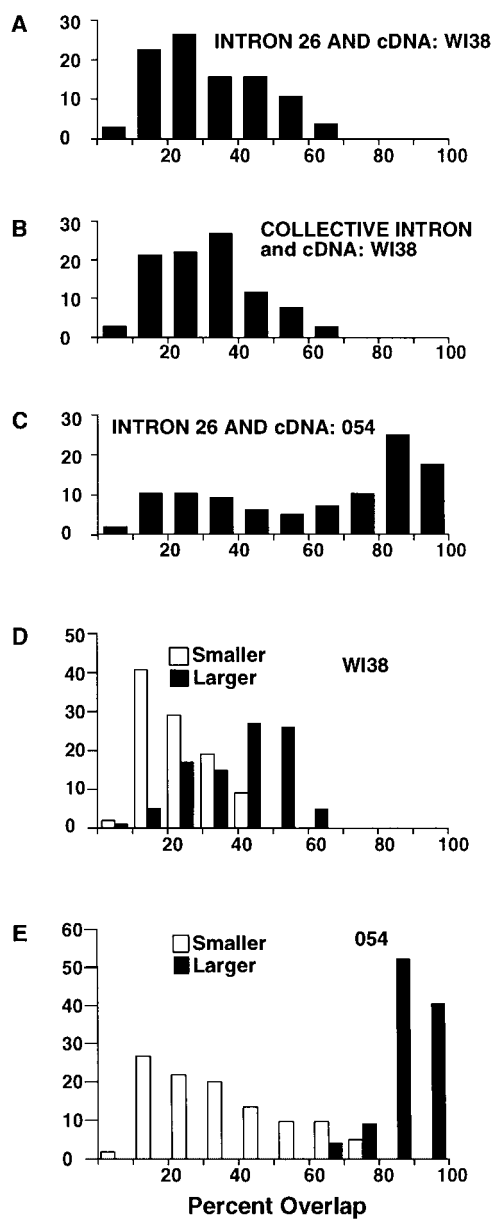 A
30
20
10
0
INTRON 26 AND cDNA: WI38
20 40 60 80 100
B
30
20
10
0
COLLECTIVE INTRON
and cDNA: WI38
20 40 60 80 100
C
30
20
10
0
INTRON 26 AND cDNA: 054
20 40 60 80 100
D
50
40
30
20
10
0
Smaller
Larger
WI38
20 40 60 80 100
E
60
50
40
30
20
10
0
Smaller
Larger
054
20 40 60 80 100
Percent Overlap